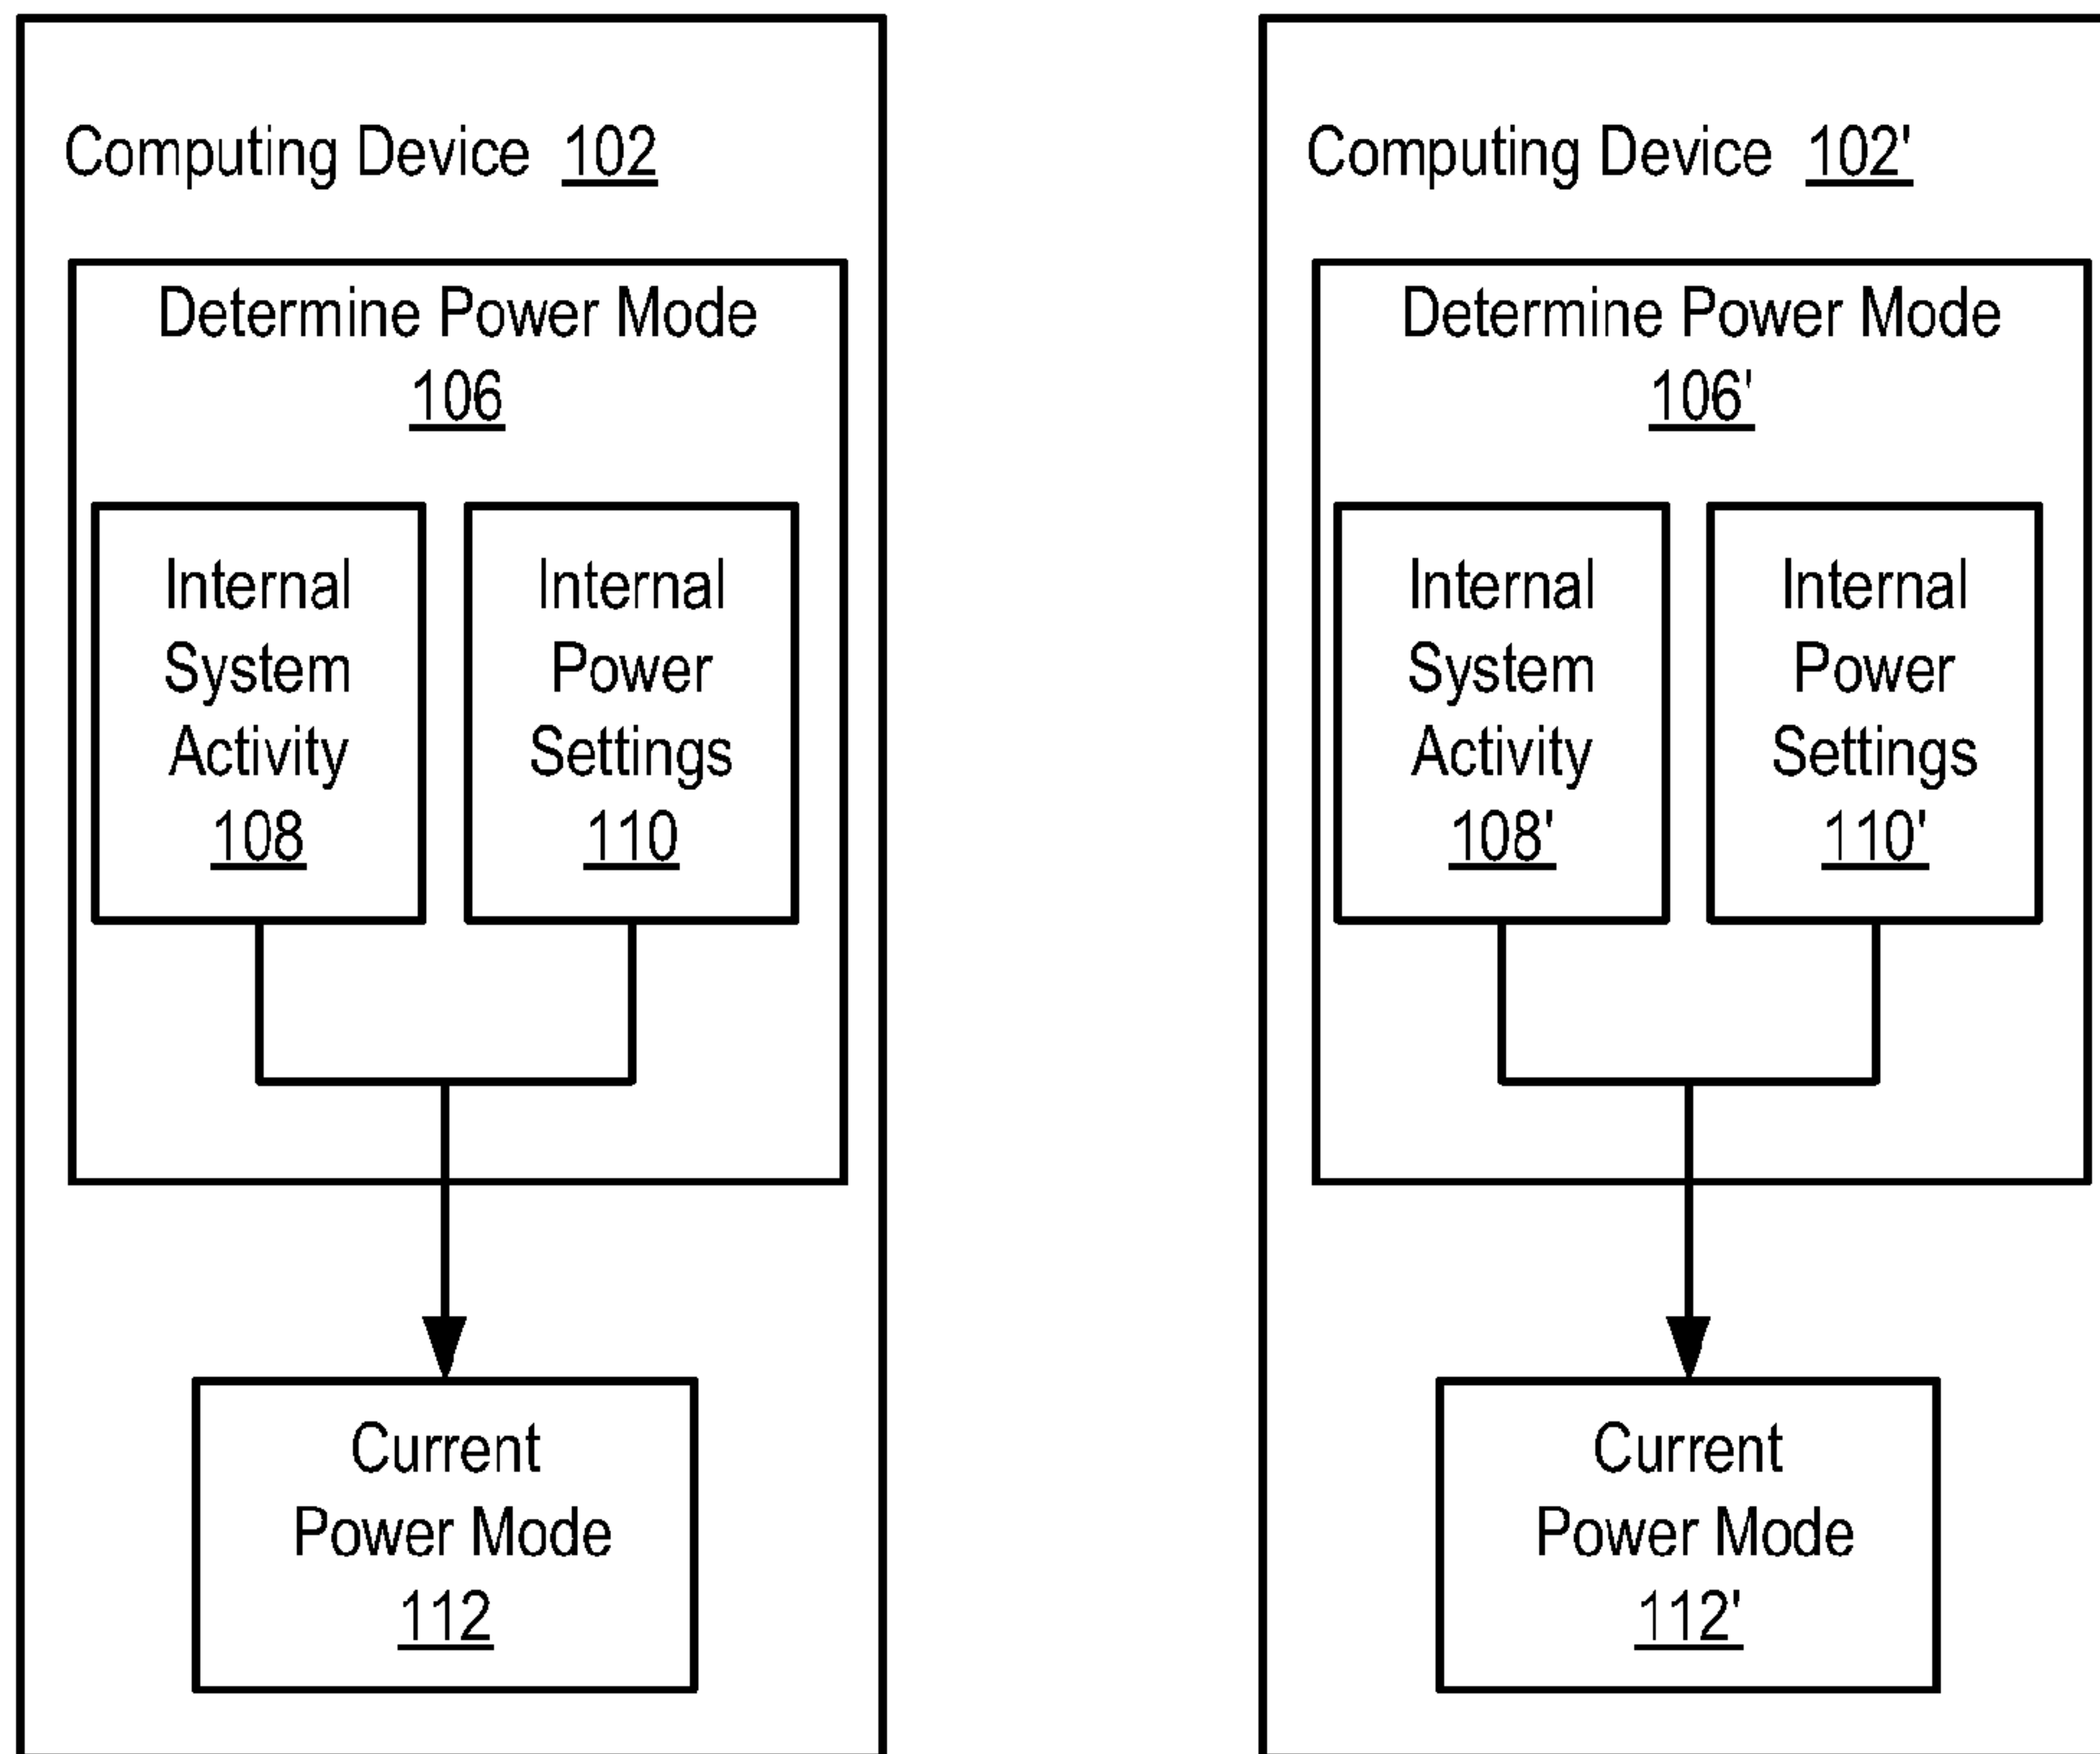 Computing Device 102
Determine Power Mode
106
Internal
System
Activity
108
Internal
Power
Settings
110
Current
Power Mode
112
Computing Device 102'
Determine Power Mode
106'
Internal
System
Activity
108'
Internal
Power
Settings
110'
Current
Power Mode
112'